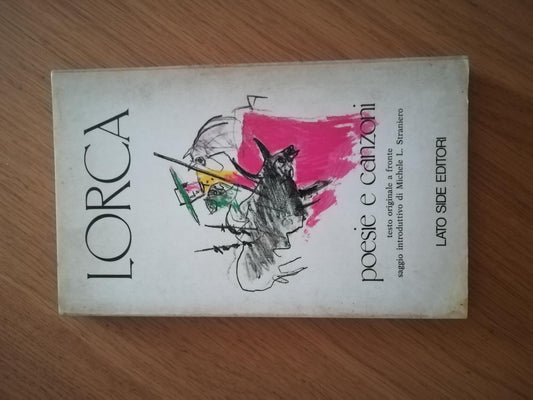 LORCA
poesie e canzoni
testo originale a fronte
saggio introduttivo di Michele L. Straniero
LATO SIDE EDITORI